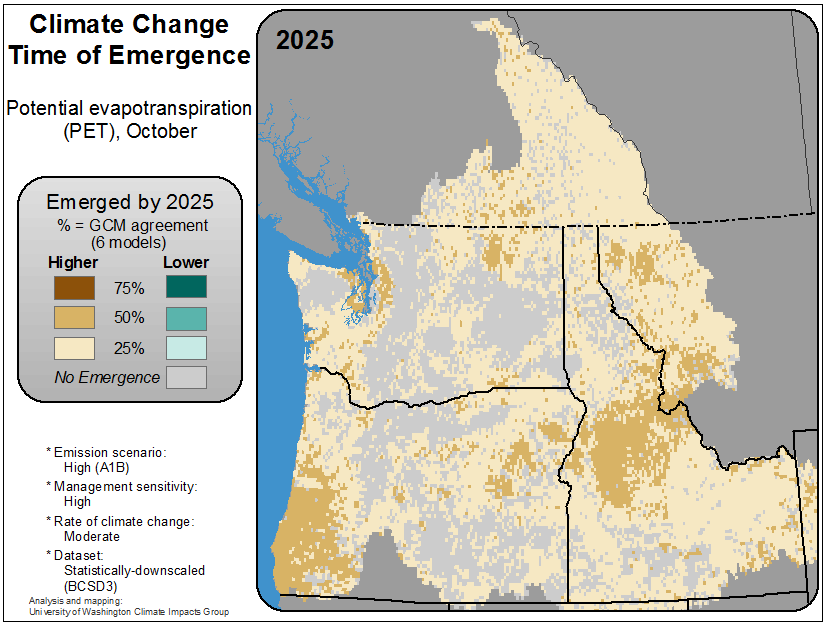 Climate Change
Time of Emergence
Potential evapotranspiration
(PET), October
Emerged by 2025
% = GCM agreement
(6 models)
Higher Lower
75%
50%
25%
No Emergence
* Emission scenario:
High (A1B)
* Management sensitivity:
High
* Rate of climate change:
Moderate
* Dataset:
Statistically-downscaled
(BCSD3)
Analysis and mapping:
University of Washington Climate Impacts Group
2025